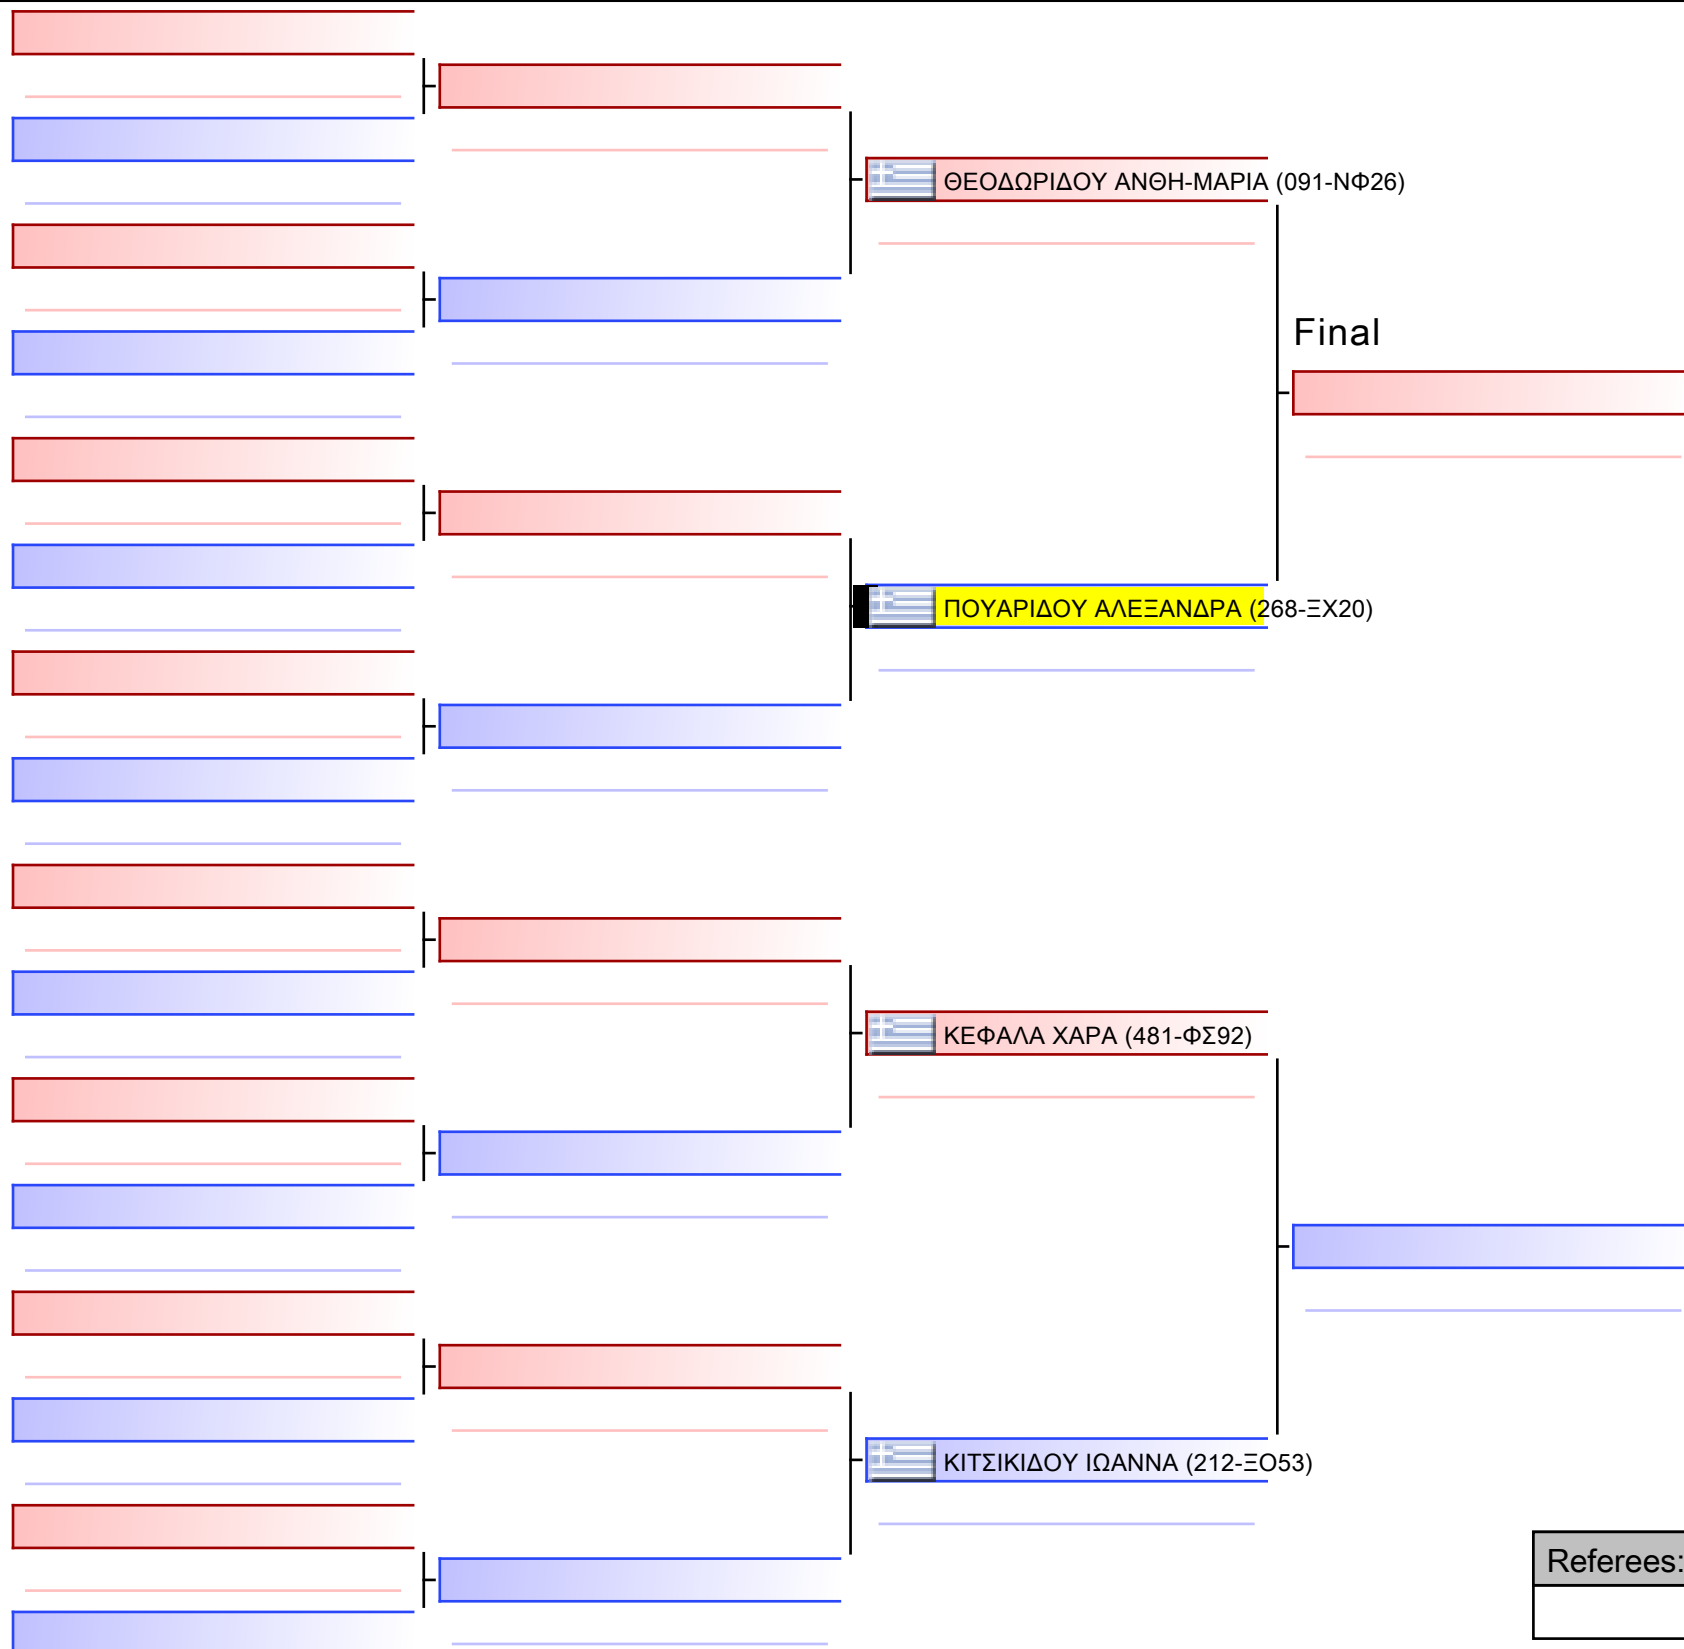 ΘΕΟΔΩΡΙΔΟΥ ΑΝΘΗ-ΜΑΡΙΑ (091-ΝΦ26)
Final
ΠΟΥΑΡΙΔΟΥ ΑΛΕΞΑΝΔΡΑ (268-ΞΧ20)
ΚΕΦΑΛΑ ΧΑΡΑ (481-ΦΣ92)
ΚΙΤΣΙΚΙΔΟΥ ΙΩΑΝΝΑ (212-ΞΟ53)
Referees: